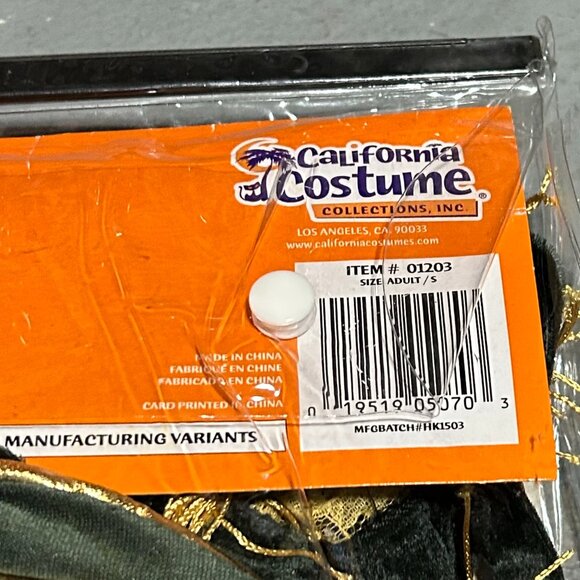 California
Costume®
COLLECTIONS, INC.
LOS ANGELES, CA. 90033
www.californiacostumes.com
ITEM # 01203
SIZE ADULT / S
0 19519 05070 3
MFGBATCH#HK1503
MADE IN CHINA
FABRIQUÉ EN CHINE
FABRICADO EN CHINA
CARD PRINTED IN CHINA
MANUFACTURING VARIANTS